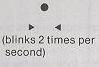 (blinks 2 times per
second)